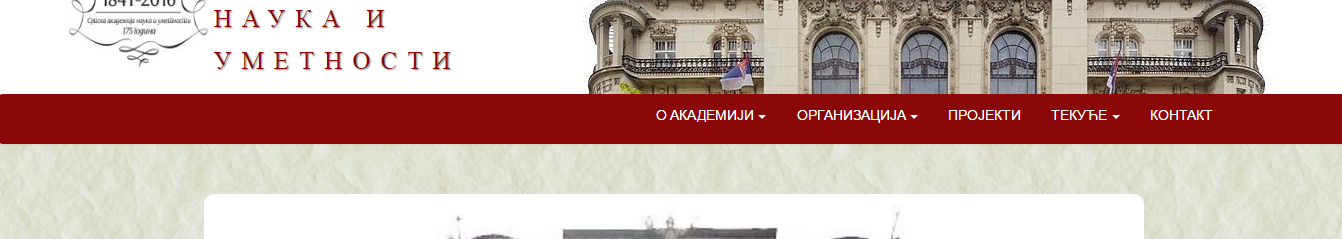 1841-2016
Српска академија наука и уметности
175 година
НАУКА И
УМЕТНОСТИ
О АКАДЕМИЈИ
ОРГАНИЗАЦИЈА
ПРОЈЕКТИ
ТЕКУЋЕ
КОНТАКТ